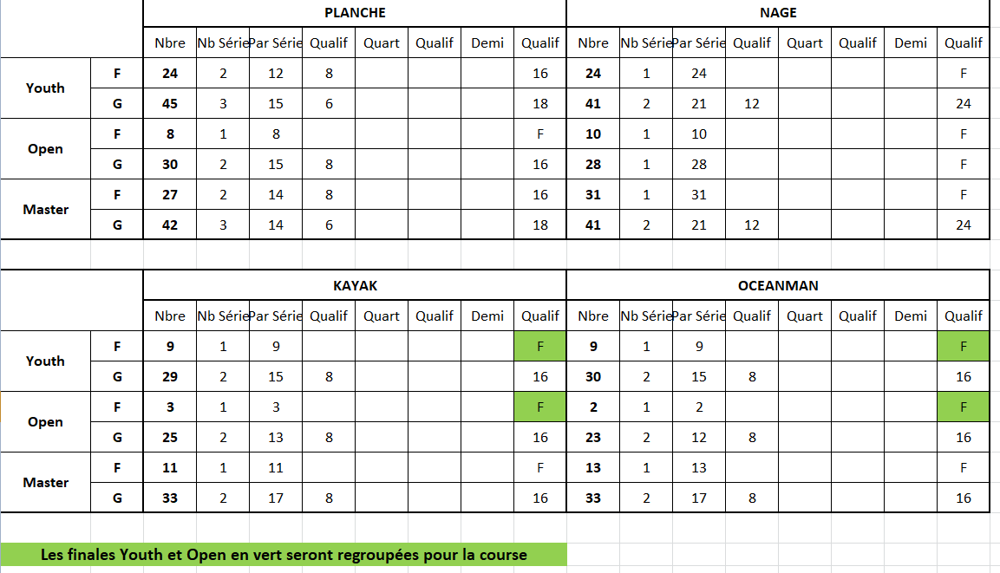 PLANCHE NAGE
Nbre Nb Série Par Série Qualif Quart Qualif Demi Qualif Nbre Nb Série Par Série Qualif Quart Qualif Demi Qualif
Youth F 24 2 12 8 16 24 1 24 F
G 45 3 15 6 18 41 2 21 12 24
Open F 8 1 8 F 10 1 10 F
G 30 2 15 8 16 28 1 28 F
Master F 27 2 14 8 16 31 1 31 F
G 42 3 14 6 18 41 2 21 12 24
KAYAK OCEANMAN
Nbre Nb Série Par Série Qualif Quart Qualif Demi Qualif Nbre Nb Série Par Série Qualif Quart Qualif Demi Qualif
Youth F 9 1 9 F 9 1 9 F
G 29 2 15 8 16 30 2 15 8 16
Open F 3 1 3 F 2 1 2 F
G 25 2 13 8 16 23 2 12 8 16
Master F 11 1 11 F 13 1 13 F
G 33 2 17 8 16 33 2 17 8 16
Les finales Youth et Open en vert seront regroupées pour la course